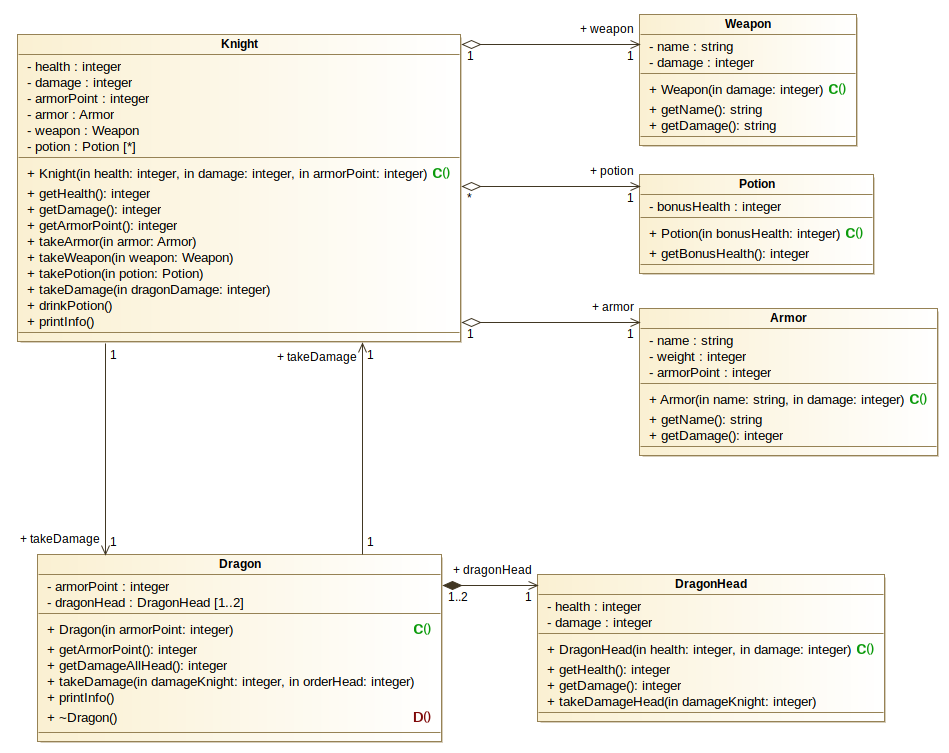 Knight
- health : integer
- damage : integer
- armorPoint : integer
- armor : Armor
- weapon : Weapon
- potion : Potion [*]
+ Knight(in health: integer, in damage: integer, in armorPoint: integer) C()
+ getHealth(): integer
+ getDamage(): integer
+ getArmorPoint(): integer
+ takeArmor(in armor: Armor)
+ takeWeapon(in weapon: Weapon)
+ takePotion(in potion: Potion)
+ takeDamage(in dragonDamage: integer)
+ drinkPotion()
+ printInfo()
+ weapon
1
1
Weapon
- name : string
- damage : integer
+ Weapon(in damage: integer) C()
+ getName(): string
+ getDamage(): string
+ potion
*
1
Potion
- bonusHealth : integer
+ Potion(in bonusHealth: integer) C()
+ getBonusHealth(): integer
+ armor
1
1
Armor
- name : string
- weight : integer
- armorPoint : integer
+ Armor(in name: string, in damage: integer) C()
+ getName(): string
+ getDamage(): integer
1
+ takeDamage
1
+ takeDamage
1
1
Dragon
- armorPoint : integer
- dragonHead : DragonHead [1..2]
+ Dragon(in armorPoint: integer) C()
+ getArmorPoint(): integer
+ getDamageAllHead(): integer
+ takeDamage(in damageKnight: integer, in orderHead: integer)
+ printInfo()
+ ~Dragon() D()
+ dragonHead
1..2
1
DragonHead
- health : integer
- damage : integer
+ DragonHead(in health: integer, in damage: integer) C()
+ getHealth(): integer
+ getDamage(): integer
+ takeDamageHead(in damageKnight: integer)